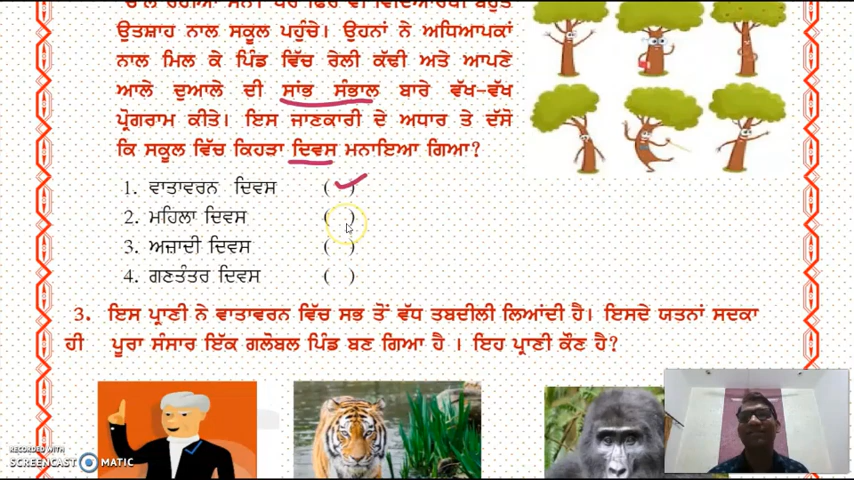 ਉਤਸ਼ਾਹ ਨਾਲ ਸਕੂਲ ਪਹੁੰਚੇ। ਉਹਨਾਂ ਨੇ ਅਧਿਆਪਕਾਂ
ਨਾਲ ਮਿਲ ਕੇ ਪਿੰਡ ਵਿੱਚ ਰੇਲੀ ਕੱਢੀ ਅਤੇ ਆਪਣੇ
ਆਲੇ ਦੁਆਲੇ ਦੀ ਸਾਂਭ ਸੰਭਾਲ ਬਾਰੇ ਵੱਖ-ਵੱਖ
ਪ੍ਰੋਗਰਾਮ ਕੀਤੇ। ਇਸ ਜਾਣਕਾਰੀ ਦੇ ਅਧਾਰ ਤੇ ਦੱਸੋ
ਕਿ ਸਕੂਲ ਵਿੱਚ ਕਿਹੜਾ ਦਿਵਸ ਮਨਾਇਆ ਗਿਆ?
1. ਵਾਤਾਵਰਨ ਦਿਵਸ ( ✓ )
2. ਮਹਿਲਾ ਦਿਵਸ ( )
3. ਅਜ਼ਾਦੀ ਦਿਵਸ ( )
4. ਗਣਤੰਤਰ ਦਿਵਸ ( )
3. ਇਸ ਪ੍ਰਾਣੀ ਨੇ ਵਾਤਾਵਰਨ ਵਿੱਚ ਸਭ ਤੋਂ ਵੱਧ ਤਬਦੀਲੀ ਲਿਆਂਦੀ ਹੈ। ਇਸਦੇ ਯਤਨਾਂ ਸਦਕਾ
ਹੀ ਪੂਰਾ ਸੰਸਾਰ ਇੱਕ ਗਲੋਬਲ ਪਿੰਡ ਬਣ ਗਿਆ ਹੈ । ਇਹ ਪ੍ਰਾਣੀ ਕੌਣ ਹੈ?
RECORDED WITH
SCREENCAST MATIC